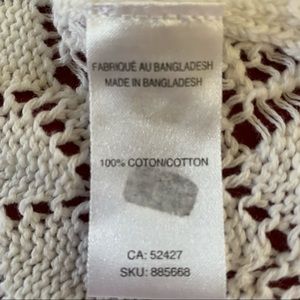 FABRIQUÉ AU BANGLADESH
MADE IN BANGLADESH
100% COTON/COTTON
CA: 52427
SKU: 885668